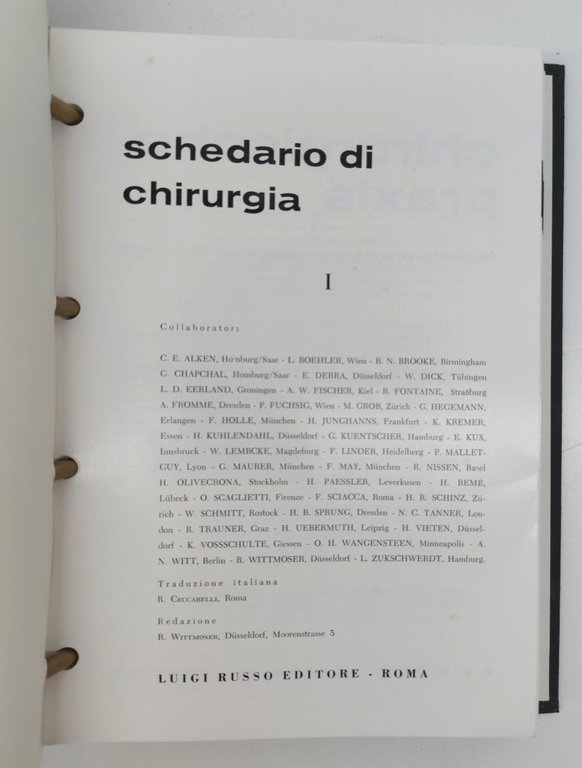 schedario di
chirurgia
I
Collaboratori
C. E. ALKEN, Homburg/Saar - L. BOEHLER, Wien - B. N. BROOKE, Birmingham
G. CHAPCHAL, Homburg/Saar - E. DERRA, Düsseldorf - W. DICK, Tübingen
L. D. EERLAND, Groningen - A. W. FISCHER, Kiel - R. FONTAINE, Straßburg
A. FROMME, Dresden - P. FUCHSIG, Wien - M. GROB, Zürich - G. HEGEMANN,
Erlangen - F. HOLLE, München - H. JUNGHANNS, Frankfurt - K. KREMER,
Essen - H. KUHLENDAHL, Düsseldorf - G. KUENTSCHER, Hamburg - E. KUX,
Innsbruck - W. LEMBCKE, Magdeburg - F. LINDER, Heidelberg - P. MALLET-
GUY, Lyon - G. MAURER, München - F. MAY, München - R. NISSEN, Basel
H. OLIVECRONA, Stockholm - H. PAESSLER, Leverkusen - H. REMÉ,
Lübeck - O. SCAGLIETTI, Firenze - F. SCIACCA, Roma - H. R. SCHINZ, Zü-
rich - W. SCHMITT, Rostock - H. B. SPRUNG, Dresden - N. C. TANNER, Lon-
don - R. TRAUNER, Graz - H. UEBERMUTH, Leipzig - H. VIETEN, Düssel-
dorf - K. VOSSSCHULTE, Giessen - O. H. WANGENSTEEN, Minneapolis - A.
N. WITT, Berlin - R. WITTMOSER, Düsseldorf - L. ZUKSCHWERDT, Hamburg.
Traduzione italiana
R. CECCARELLI, Roma
Redazione
R. WITTMOSER, Düsseldorf, Moorenstrasse 5
LUIGI RUSSO EDITORE - ROMA